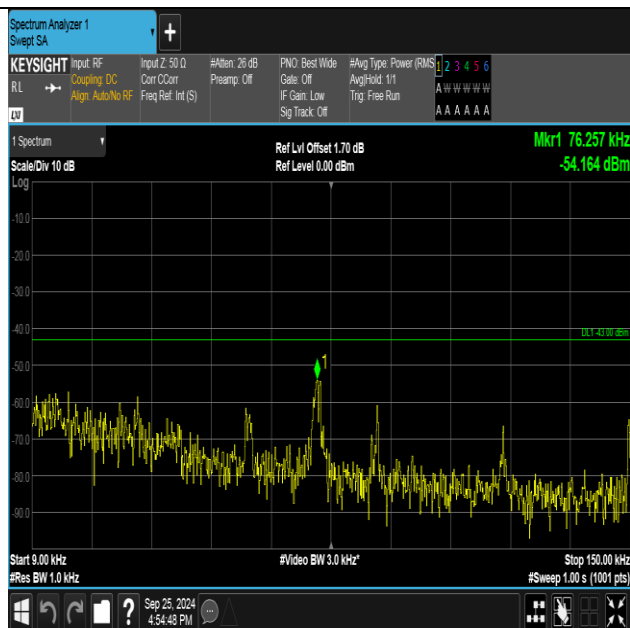 Spectrum Analyzer 1
Swept SA
+
KEYSIGHT
RL
LXI
Input: RF
Coupling: DC
Align: Auto/No RF
Input Z: 50 Ω
Corr CCorr
Freq Ref: Int (S)
#Atten: 26 dB
Preamp: Off
PNO: Best Wide
Gate: Off
IF Gain: Low
Sig Track: Off
#Avg Type: Power (RMS
Avg|Hold: 1/1
Trig: Free Run
1 2 3 4 5 6
A W W W W W
A A A A A A
1 Spectrum
Scale/Div 10 dB
Log
Ref Lvl Offset 1.70 dB
Ref Level 0.00 dBm
Mkr1 76.257 kHz
-54.164 dBm
-10.0
-20.0
-30.0
-40.0
DL1 -43.00 dBm
-50.0
1
-60.0
-70.0
-80.0
-90.0
Start 9.00 kHz
#Video BW 3.0 kHz*
Stop 150.00 kHz
#Res BW 1.0 kHz
#Sweep 1.00 s (1001 pts)
?
Sep 25, 2024
4:54:48 PM